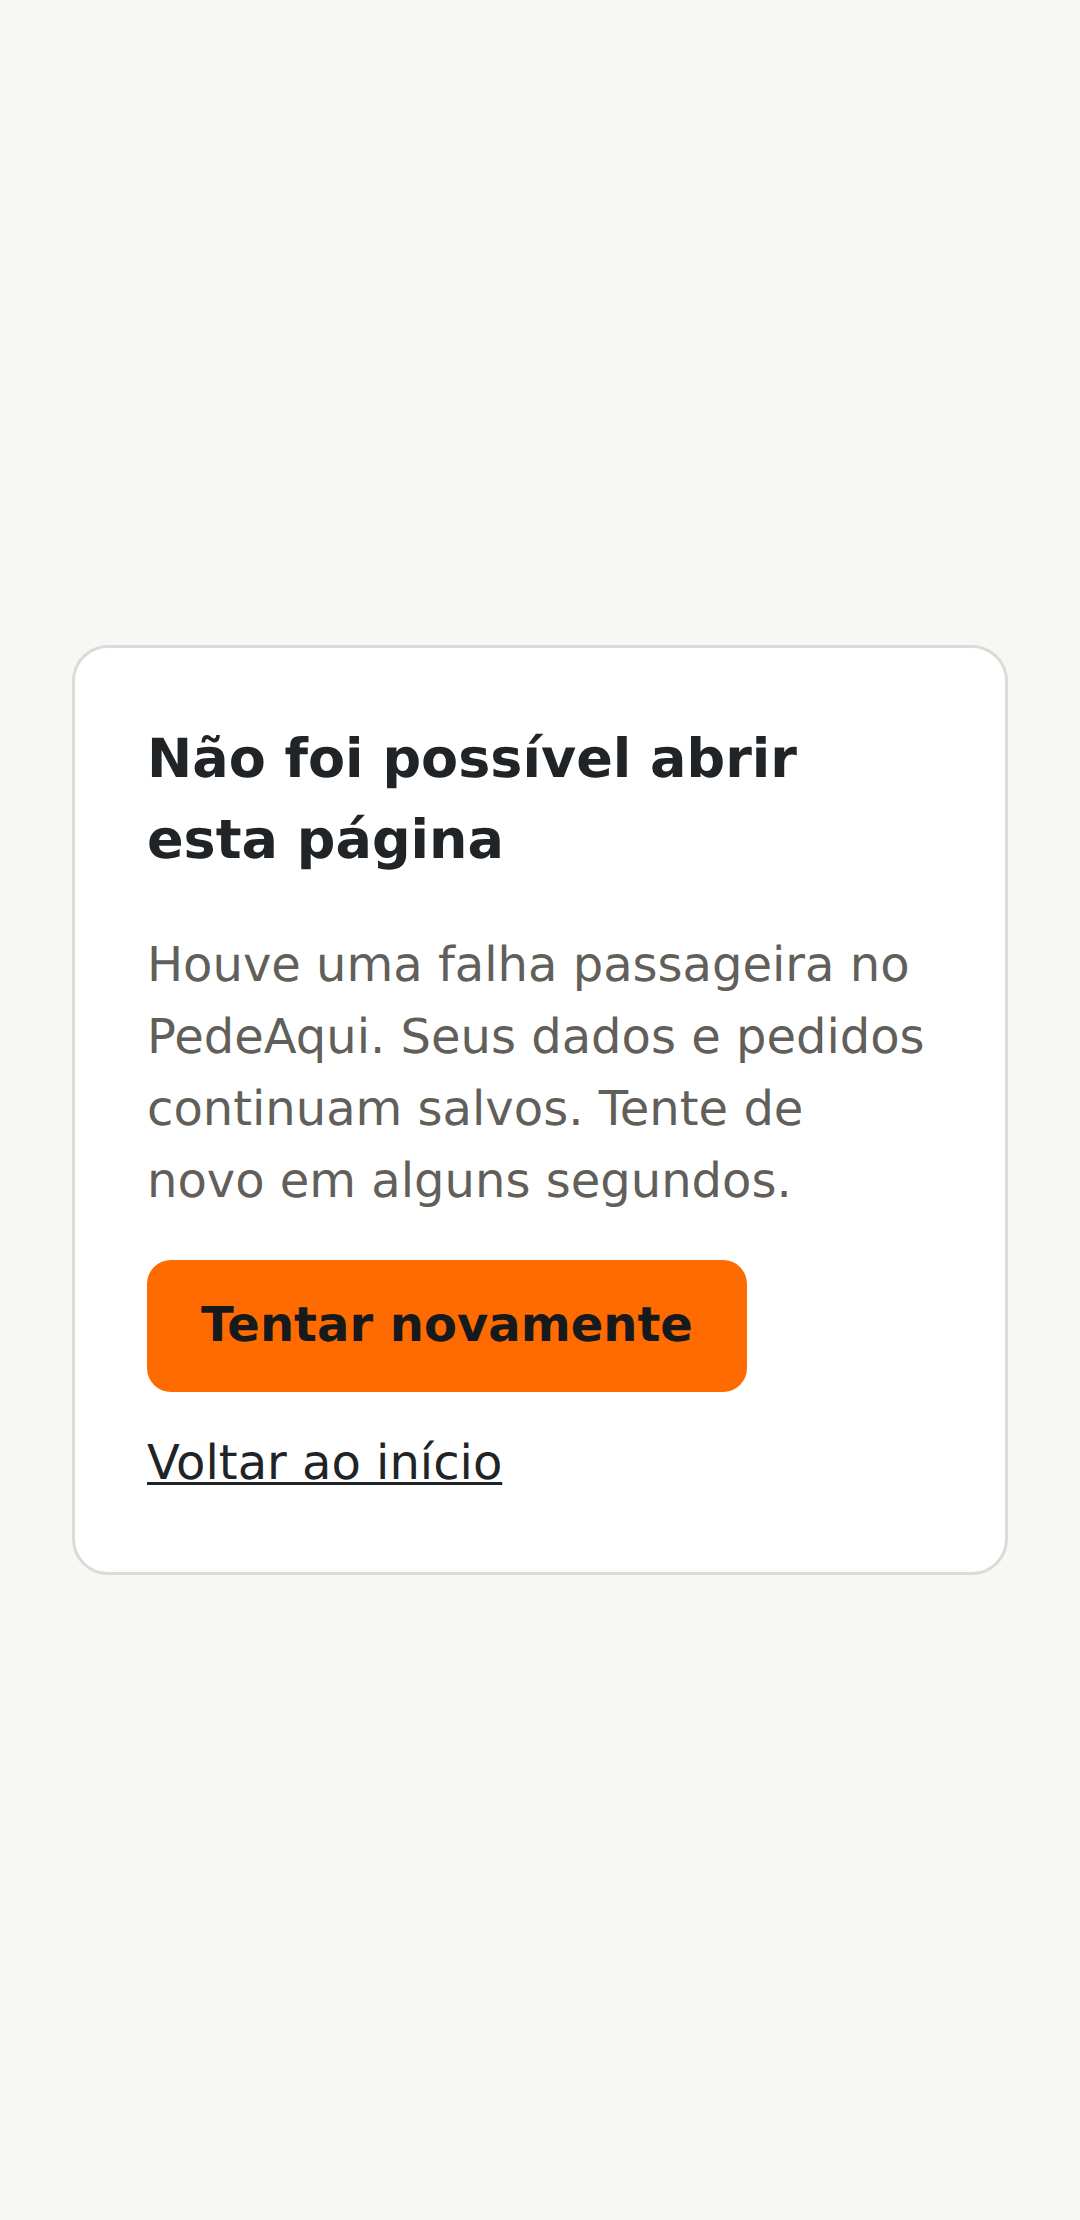 Não foi possível abrir
esta página
Houve uma falha passageira no
PedeAqui. Seus dados e pedidos
continuam salvos. Tente de
novo em alguns segundos.
Tentar novamente
Voltar ao início